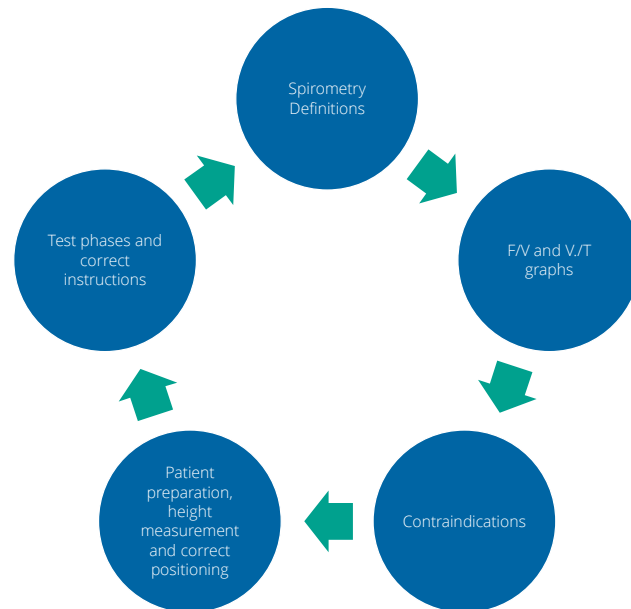 Spirometry
Definitions
F/V and V./T
graphs
Contraindications
Patient
preparation,
height
measurement
and correct
positioning
Test phases and
correct
instructions